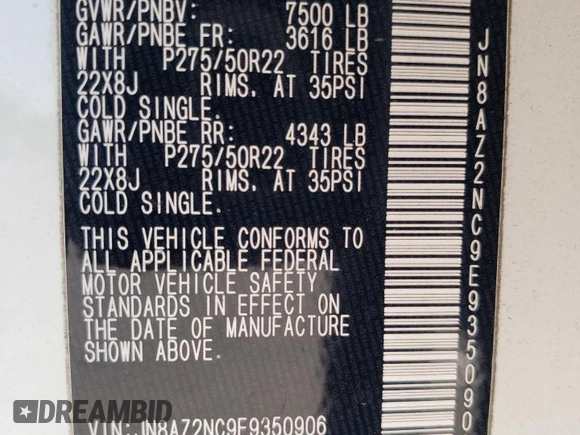 GVWR/PNBV: 7500 LB
GAWR/PNBE FR: 3616 LB
WITH P275/50R22 TIRES
22X8J RIMS, AT 35PSI
COLD SINGLE.
GAWR/PNBE RR: 4343 LB
WITH P275/50R22 TIRES
22X8J RIMS, AT 35PSI
COLD SINGLE.
THIS VEHICLE CONFORMS TO
ALL APPLICABLE FEDERAL
MOTOR VEHICLE SAFETY
STANDARDS IN EFFECT ON
THE DATE OF MANUFACTURE
SHOWN ABOVE.
VIN:JN8AZ2NC9E9350906
JN8AZ2NC9E935090
DIDIK.COM